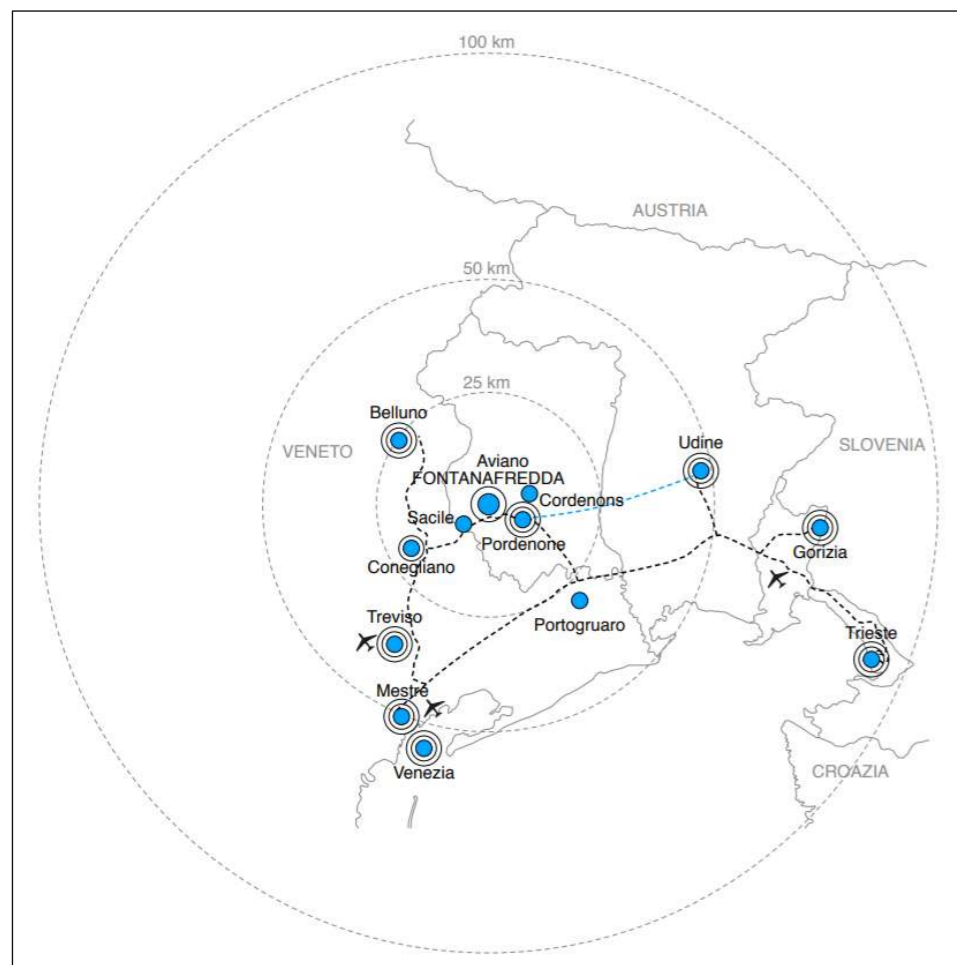 100 km
AUSTRIA
50 km
25 km
Belluno
VENETO
Udine
SLOVENIA
Aviano
FONTANAFREDDA
Cordenons
Sacile
Pordenone
Gorizia
Conegliano
Portogruaro
Treviso
Trieste
Mestre
Venezia
CROAZIA